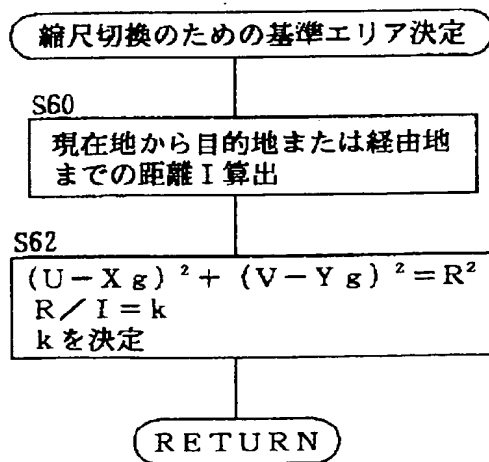 縮尺切換のための基準エリア決定
S60
現在地から目的地または経由地
までの距離I算出
S62
(U-Xg)²+(V-Yg)²=R²
R/I=k
kを決定
RETURN